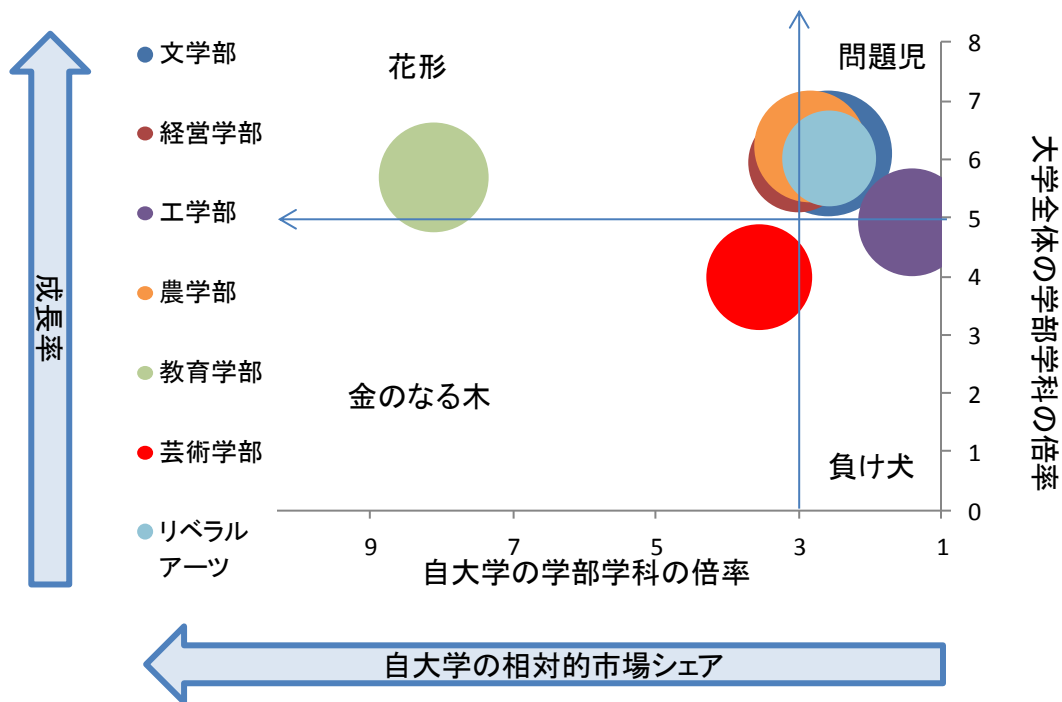 文学部
経営学部
工学部
農学部
教育学部
芸術学部
リベラル
アーツ
成長率
花形
問題児
金のなる木
負け犬
8
7
6
5
4
3
2
1
0
大学全体の学部学科の倍率
9
7
5
3
1
自大学の学部学科の倍率
自大学の相対的市場シェア